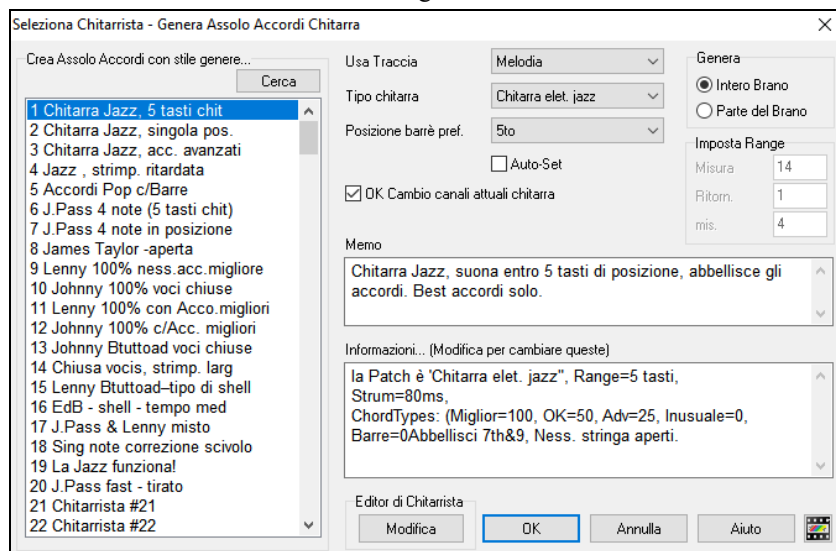 Seleziona Chitarrista - Genera Assolo Accordi Chitarra
Crea Assolo Accordi con stile genere...
Cerca
1 Chitarra Jazz, 5 tasti chit
2 Chitarra Jazz, singola pos.
3 Chitarra Jazz, acc. avanzati
4 Jazz , strimp. ritardata
5 Accordi Pop c/Barre
6 J.Pass 4 note (5 tasti chit)
7 J.Pass 4 note in posizione
8 James Taylor -aperta
9 Lenny 100% ness.acc.migliore
10 Johnny 100% voci chiuse
11 Lenny 100% con Acco.migliori
12 Johnny 100% c/Acc. migliori
13 Johnny Btuttoad voci chiuse
14 Chiusa vocis, strimp. larg
15 Lenny Btuttoad–tipo di shell
16 EdB - shell - tempo med
17 J.Pass & Lenny misto
18 Sing note correzione scivolo
19 La Jazz funziona!
20 J.Pass fast - tirato
21 Chitarrista #21
22 Chitarrista #22
Usa Traccia
Melodia
Tipo chitarra
Chitarra elet. jazz
Posizione barrè pref.
5to
Auto-Set
OK Cambio canali attuali chitarra
Genera
Intero Brano
Parte del Brano
Imposta Range
Misura
14
Ritorn.
1
mis.
4
Memo
Chitarra Jazz, suona entro 5 tasti di posizione, abbellisce gli
accordi. Best accordi solo.
Informazioni... (Modifica per cambiare queste)
la Patch è 'Chitarra elet. jazz'', Range=5 tasti,
Strum=80ms,
ChordTypes: (Miglior=100, OK=50, Adv=25, Inusuale=0,
Barre=0Abbellisci 7th&9, Ness. stringa aperti.
Editor di Chitarrista
Modifica
OK
Annulla
Aiuto